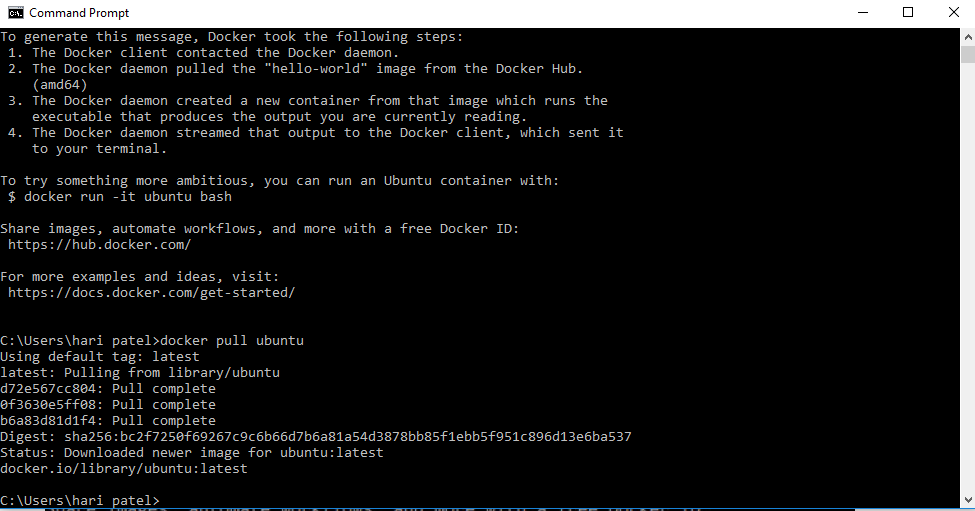 Command Prompt
To generate this message, Docker took the following steps:
 1. The Docker client contacted the Docker daemon.
 2. The Docker daemon pulled the "hello-world" image from the Docker Hub.
    (amd64)
 3. The Docker daemon created a new container from that image which runs the
    executable that produces the output you are currently reading.
 4. The Docker daemon streamed that output to the Docker client, which sent it
    to your terminal.
To try something more ambitious, you can run an Ubuntu container with:
 $ docker run -it ubuntu bash
Share images, automate workflows, and more with a free Docker ID:
 https://hub.docker.com/
For more examples and ideas, visit:
 https://docs.docker.com/get-started/
C:\Users\hari patel>docker pull ubuntu
Using default tag: latest
latest: Pulling from library/ubuntu
d72e567cc804: Pull complete
0f3630e5ff08: Pull complete
b6a83d81d1f4: Pull complete
Digest: sha256:bc2f7250f69267c9c6b66d7b6a81a54d3878bb85f1ebb5f951c896d13e6ba537
Status: Downloaded newer image for ubuntu:latest
docker.io/library/ubuntu:latest
C:\Users\hari patel>